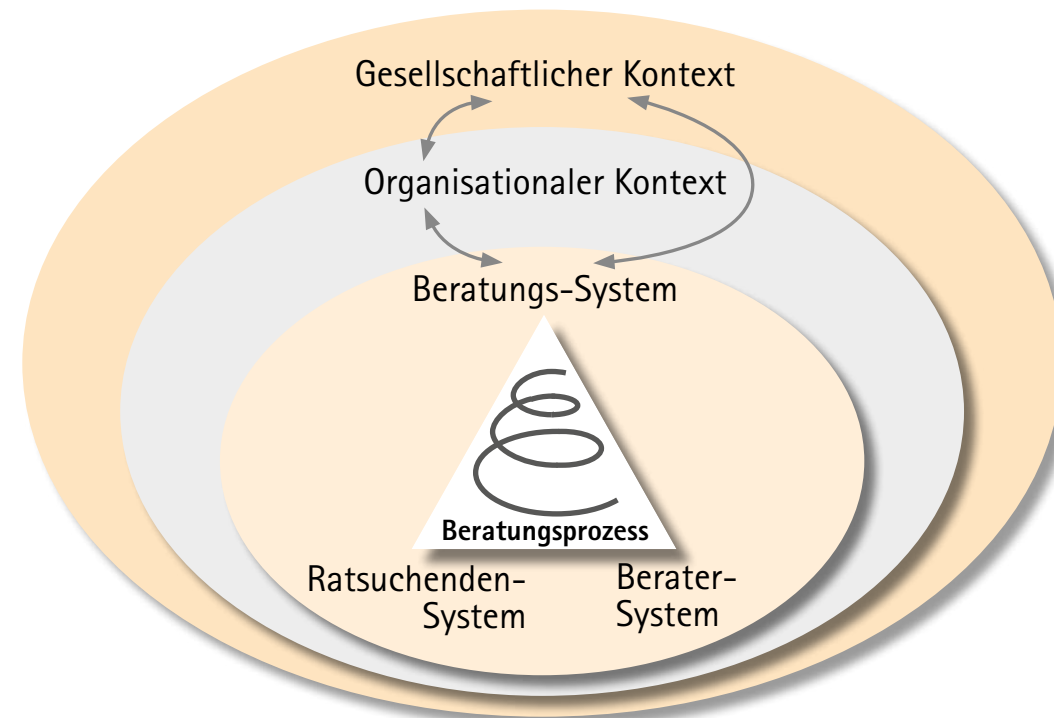 Gesellschaftlicher Kontext
Organisationaler Kontext
Beratungs-System
Beratungsprozess
Ratsuchenden-
System
Berater-
System